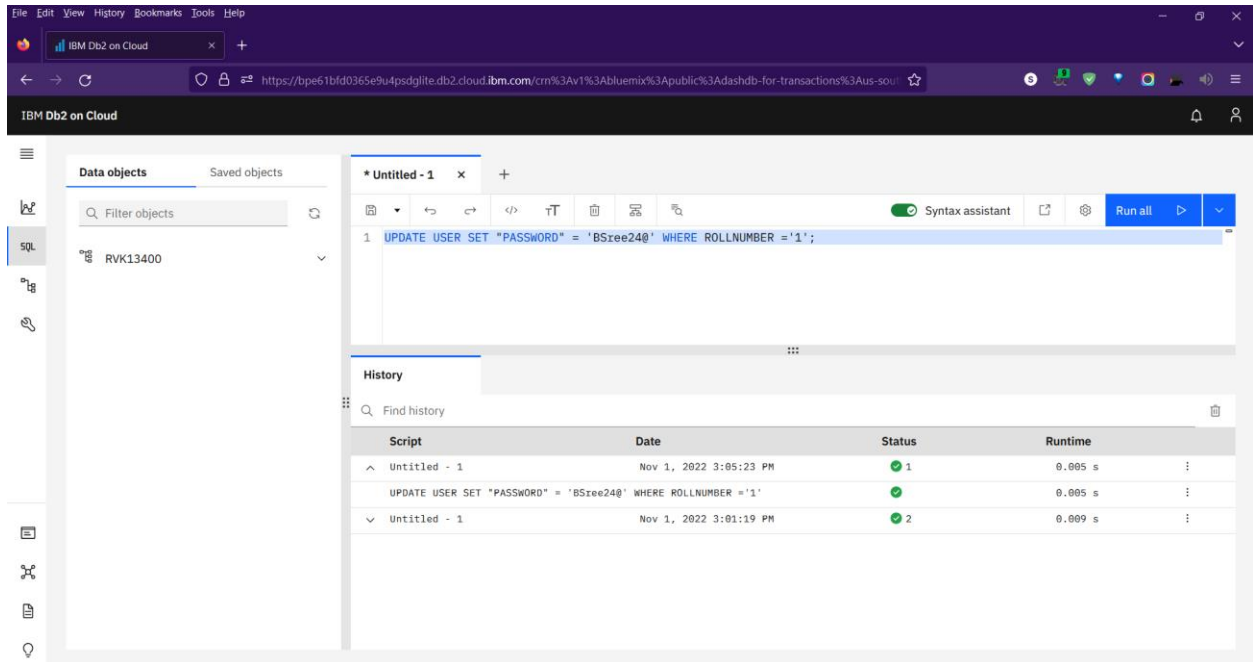 File Edit View History Bookmarks Tools Help
IBM Db2 on Cloud
https://bpe61bfd0365e9u4psdglite.db2.cloud.ibm.com/crn%3Av1%3Abluemix%3Apublic%3Adashdb-for-transactions%3Aus-sout
IBM Db2 on Cloud
Data objects Saved objects
* Untitled - 1
Filter objects
Syntax assistant
Run all
SQL
1 UPDATE USER SET "PASSWORD" = 'BSree24@' WHERE ROLLNUMBER ='1';
RVK13400
History
Find history
Script Date Status Runtime
Untitled - 1 Nov 1, 2022 3:05:23 PM 1 0.005 s
UPDATE USER SET "PASSWORD" = 'BSree24@' WHERE ROLLNUMBER ='1' 0.005 s
Untitled - 1 Nov 1, 2022 3:01:19 PM 2 0.009 s